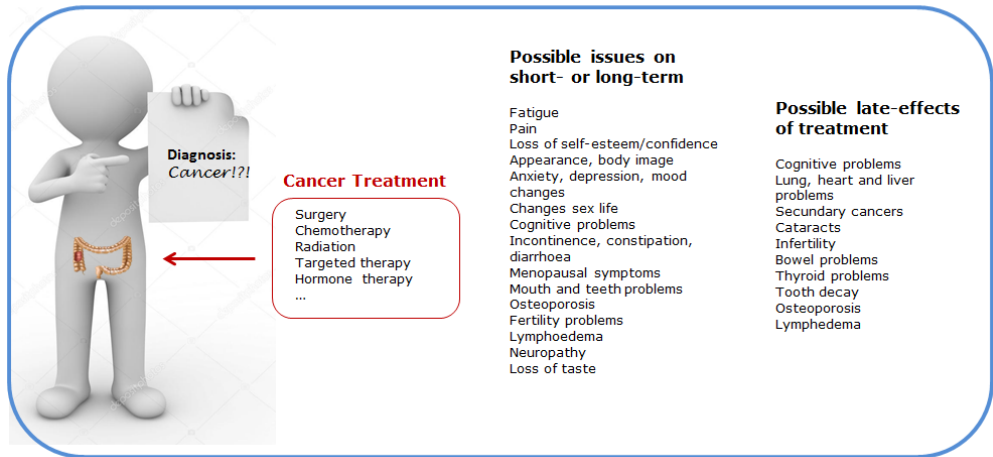 Diagnosis:
Cancer!?!
Cancer Treatment
Surgery
Chemotherapy
Radiation
Targeted therapy
Hormone therapy
...
Possible issues on
short- or long-term
Fatigue
Pain
Loss of self-esteem/confidence
Appearance, body image
Anxiety, depression, mood
changes
Changes sex life
Cognitive problems
Incontinence, constipation,
diarrhoea
Menopausal symptoms
Mouth and teeth problems
Osteoporosis
Fertility problems
Lymphoedema
Neuropathy
Loss of taste
Possible late-effects
of treatment
Cognitive problems
Lung, heart and liver
problems
Secundary cancers
Cataracts
Infertility
Bowel problems
Thyroid problems
Tooth decay
Osteoporosis
Lymphedema